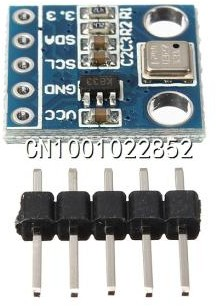 3.3
SDA
SCL
GND
VCC
C2C3R2R1
CN1001022852